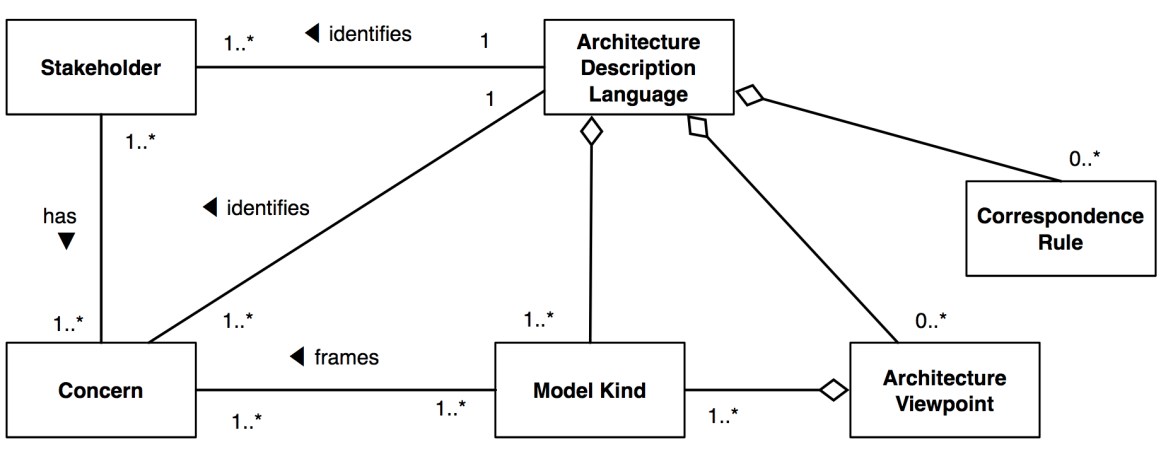 1..*
◀ identifies
1
Architecture
Description
Language
Stakeholder
1
1..*
0..*
has
▼
◀ identifies
Correspondence
Rule
1..*
1..*
1..*
0..*
◀ frames
Concern
Model Kind
Architecture
Viewpoint
1..*
1..*
1..*